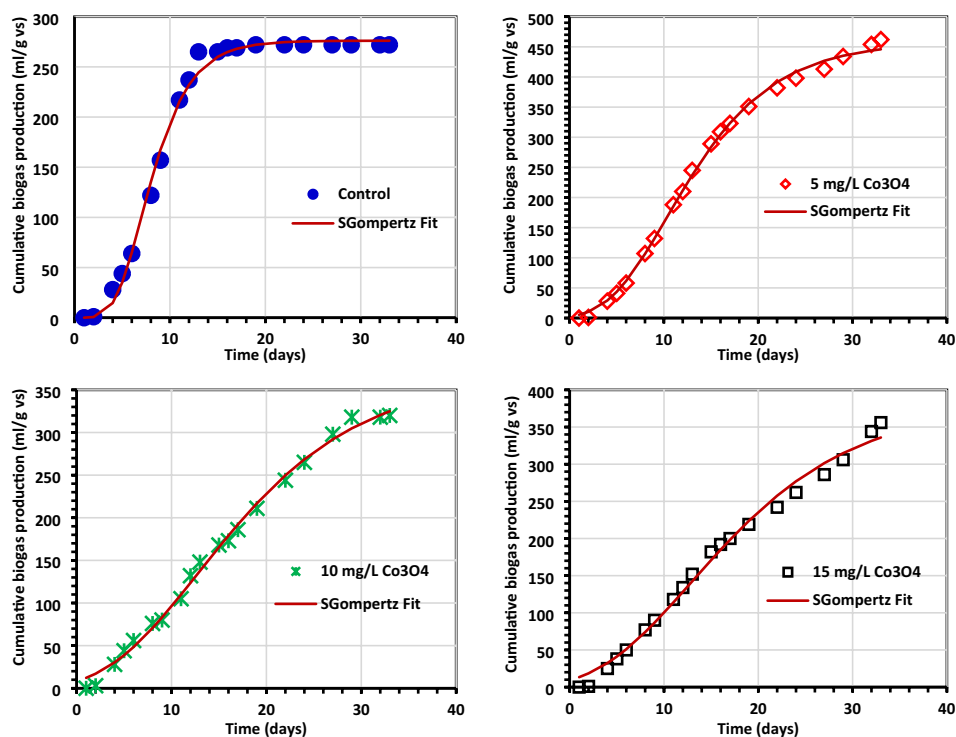 Cumulative biogas production (ml/g vs)
300
250
200
150
100
50
0
0 10 20 30 40
Time (days)
Control
SGompertz Fit
Cumulative biogas production (ml/g vs)
500
450
400
350
300
250
200
150
100
50
0
0 10 20 30 40
Time (days)
5 mg/L Co3O4
SGompertz Fit
Cumulative biogas production (ml/g vs)
350
300
250
200
150
100
50
0
0 10 20 30 40
Time (days)
10 mg/L Co3O4
SGompertz Fit
Cumulative biogas production (ml/g vs)
400
350
300
250
200
150
100
50
0
0 10 20 30 40
Time (days)
15 mg/L Co3O4
SGompertz Fit